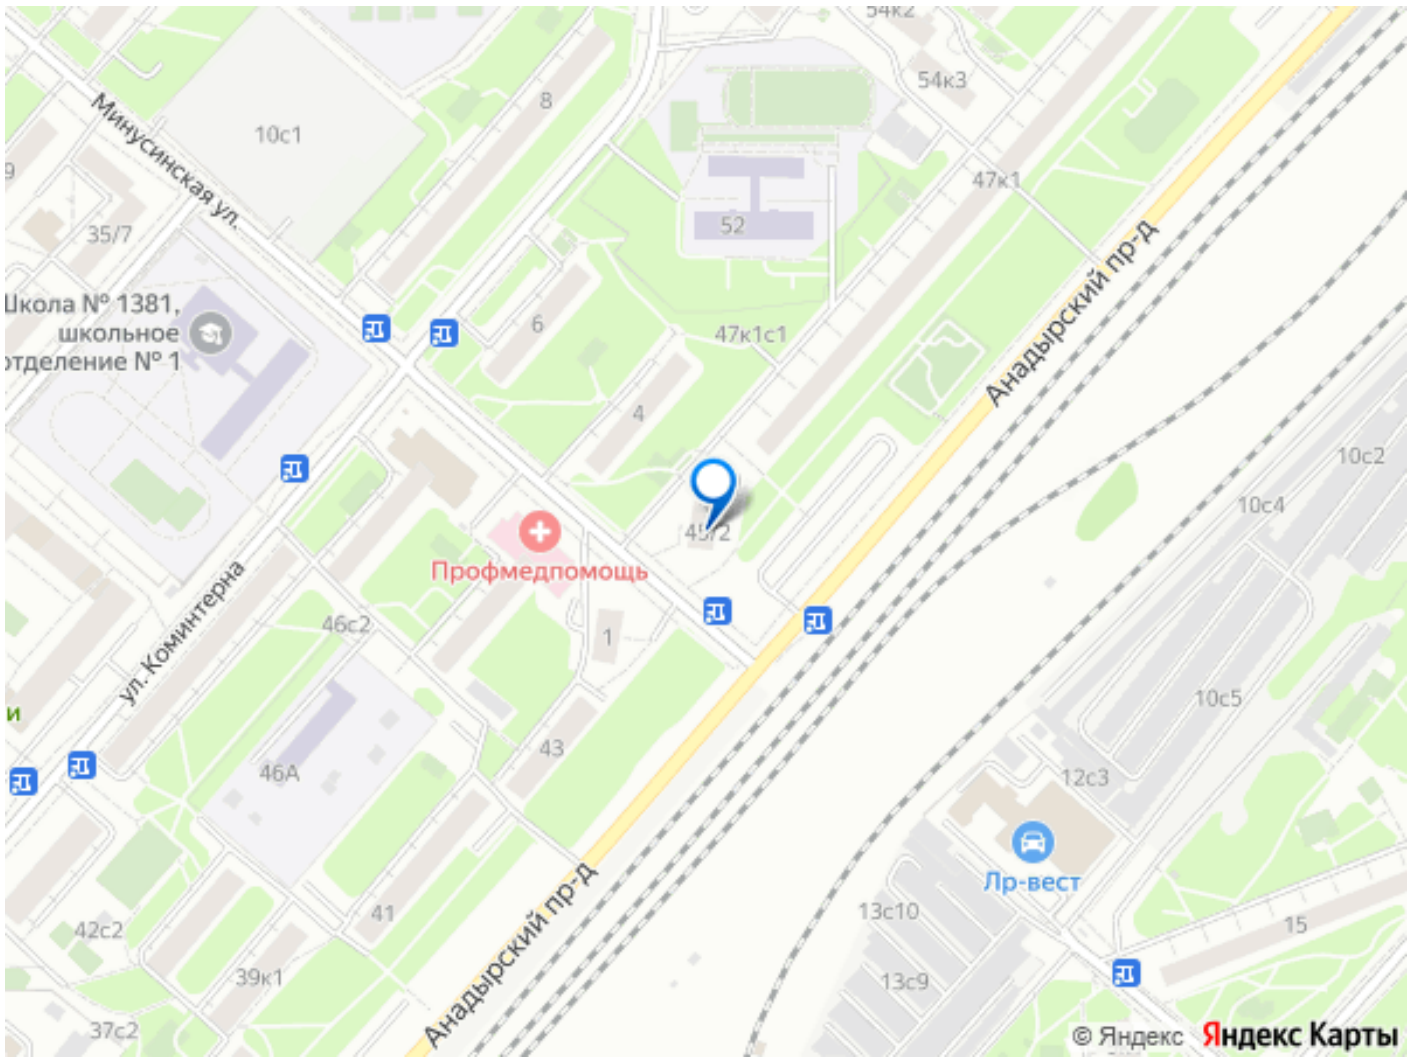 54к2
54к3
8
Минусинская ул.
10с1
9
47к1
35/7
52
Анадырский пр-д
Школа № 1381,
школьное
отделение № 1
6
47к1с1
4
10с2
10с4
45/2
Профмедпомощь
ул. Коминтерна
46с2
1
10с5
и
43
46А
12с3
Лр-вест
41
13с10
15
42с2
Анадырский пр-д
39к1
13с9
37с2
© Яндекс Яндекс Карты